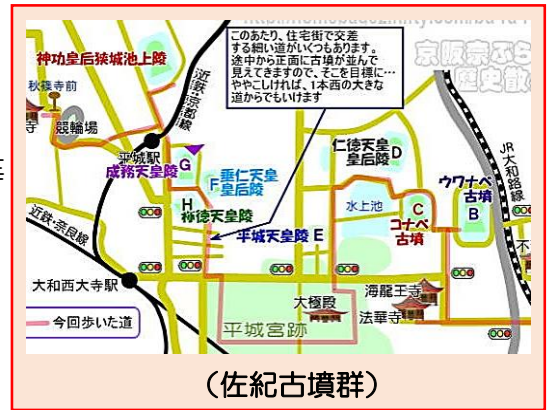 神功皇后狭城池上陵
秋篠寺前
寺
競輪場
平城駅
成務天皇陵
近鉄・京都線
このあたり、住宅街で交差
する細い道がいくつもあります。
途中から正面に古墳が並んで
見えてきますので、そこを目標に…
ややこしければ、1本西の大きな
道からでもいけます
京阪奈ぶら
歴史散
G
F 垂仁天皇
皇后陵
H
称徳天皇陵
仁徳天皇
皇后陵 D
水上池
C
コナベ
古墳
ウワナベ
古墳
B
JR大和路線
平城天皇陵 E
近鉄・奈良線
大和西大寺駅
今回歩いた道
大極殿
平城宮跡
海龍王寺
法華寺
不
(佐紀古墳群)